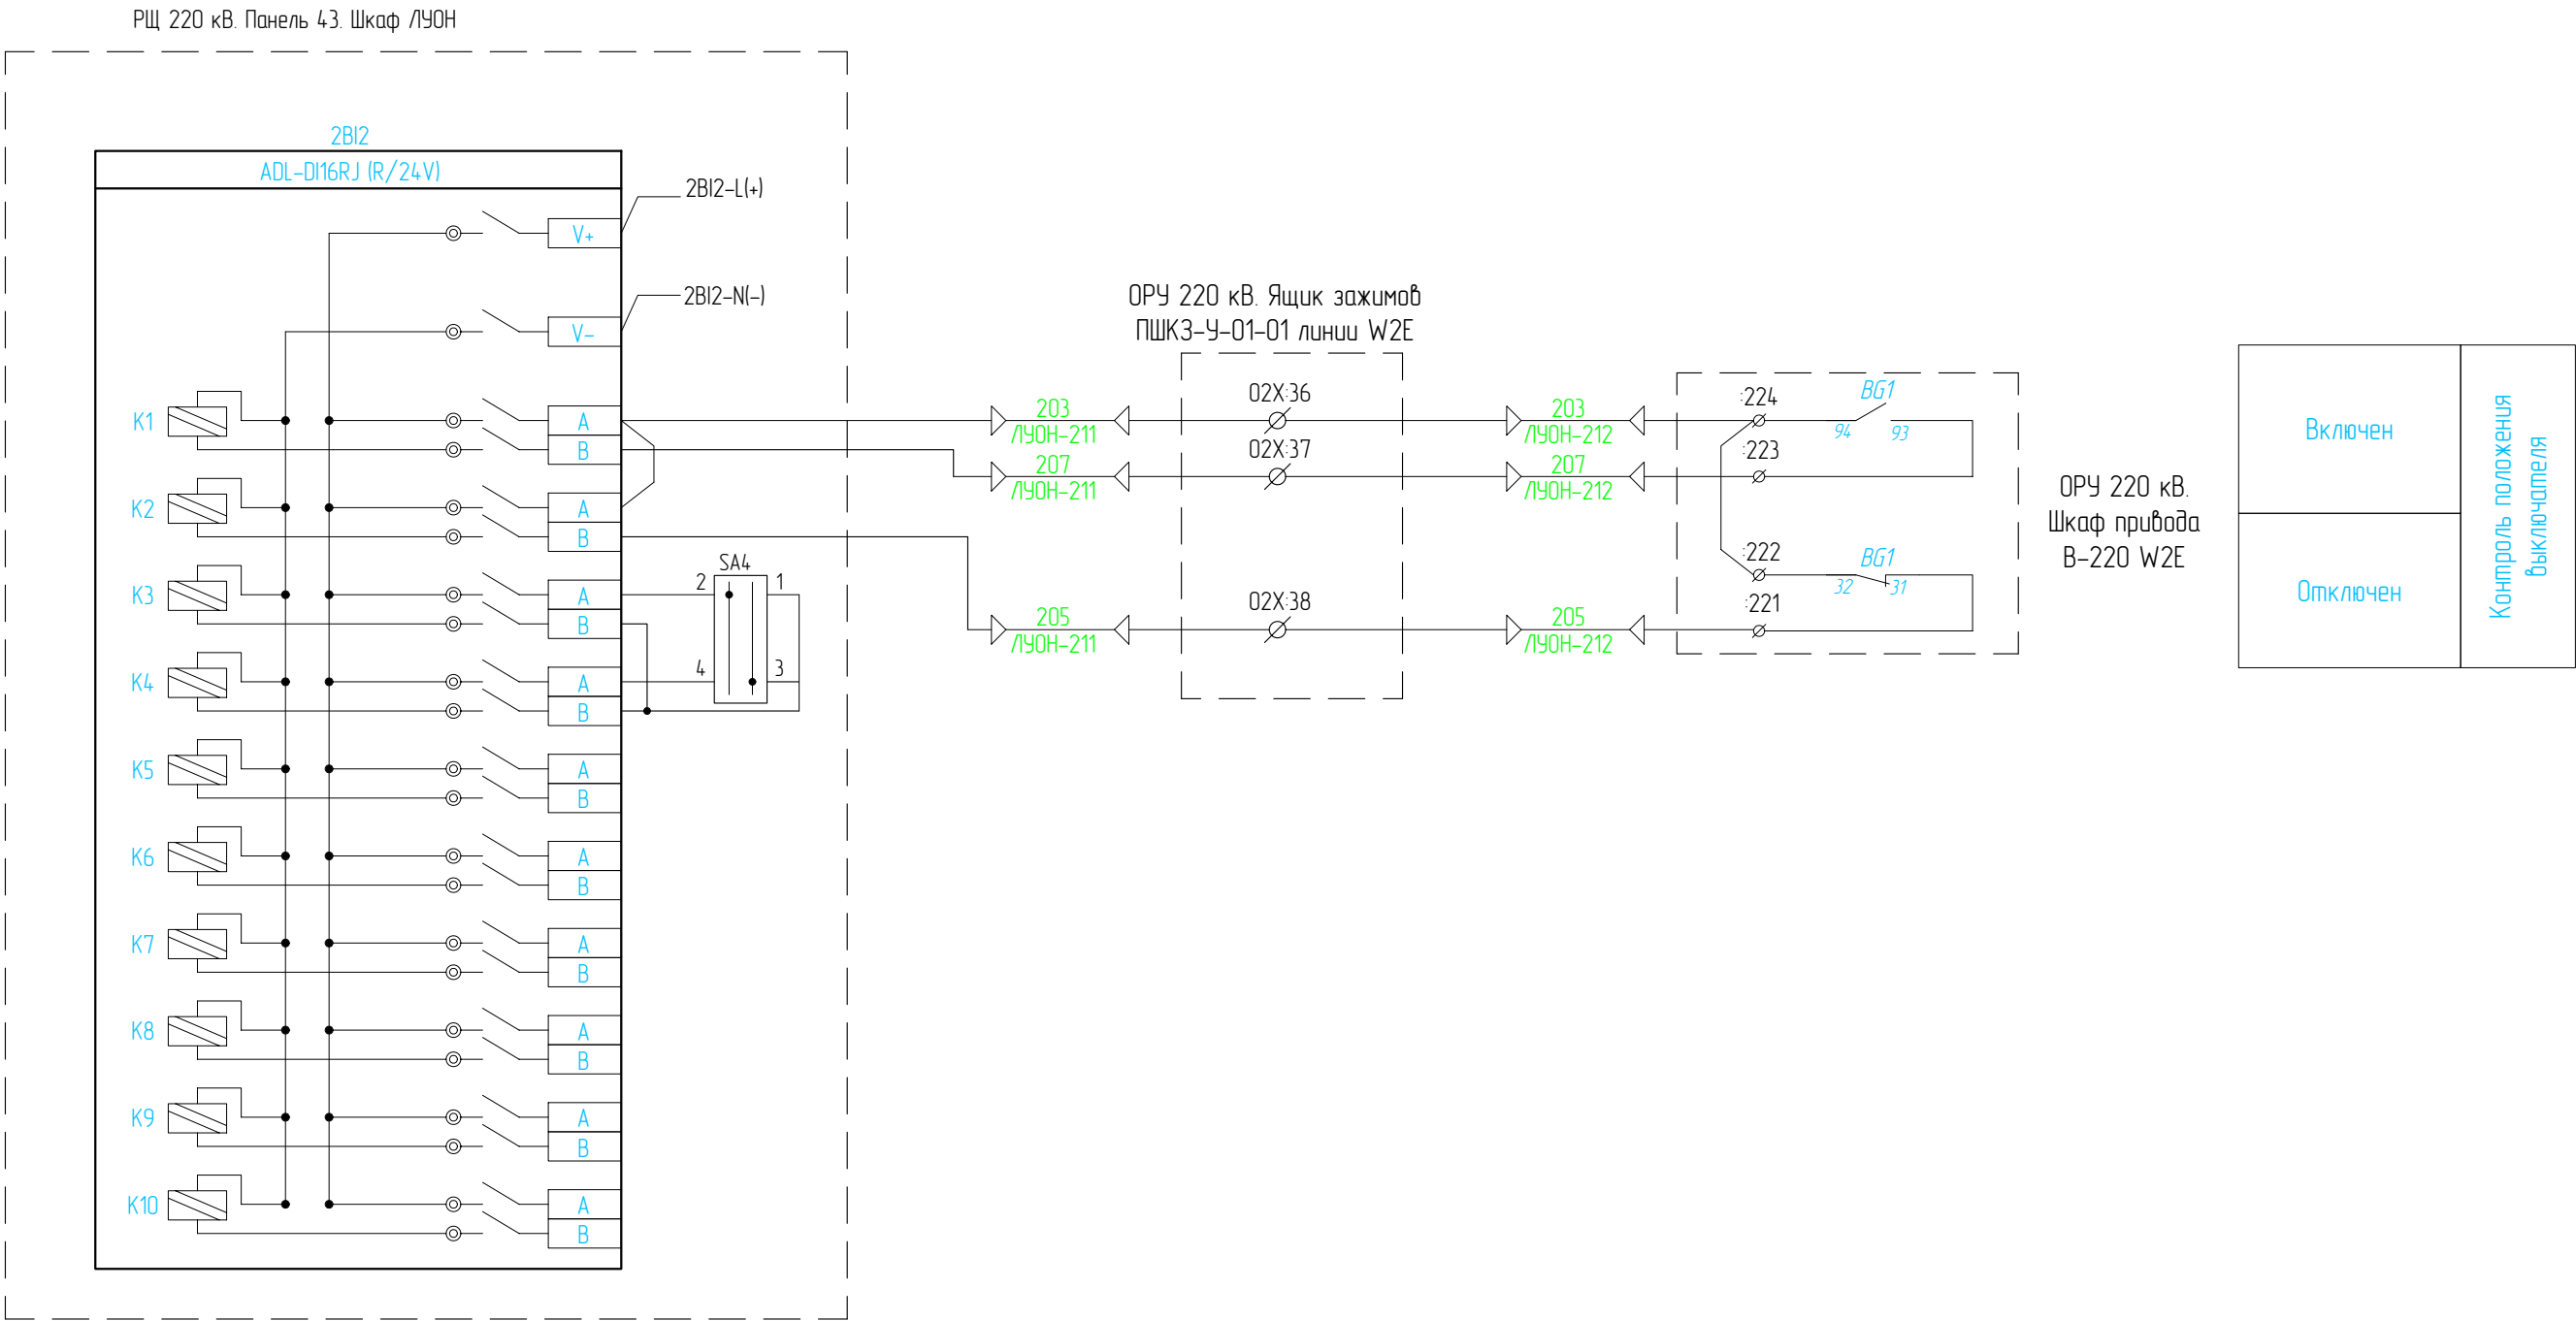 РЩ 220 кВ. Панель 43. Шкаф ЛУОН
2BI2
ADL-DI16RJ (R/24V)
V+
2BI2-L(+)
V-
2BI2-N(-)
K1
A
B
K2
A
B
K3
A
B
K4
A
B
K5
A
B
K6
A
B
K7
A
B
K8
A
B
K9
A
B
K10
A
B
SA4
2
1
4
3
203
ЛУОН-211
207
ЛУОН-211
205
ЛУОН-211
ОРУ 220 кВ. Ящик зажимов
ПШКЗ-У-01-01 линии W2E
02X:36
02X:37
02X:38
203
ЛУОН-212
207
ЛУОН-212
205
ЛУОН-212
:224
BG1
94
93
:223
:222
BG1
32
31
:221
ОРУ 220 кВ.
Шкаф привода
В-220 W2E
Включен
Отключен
Контроль положения
выключателя